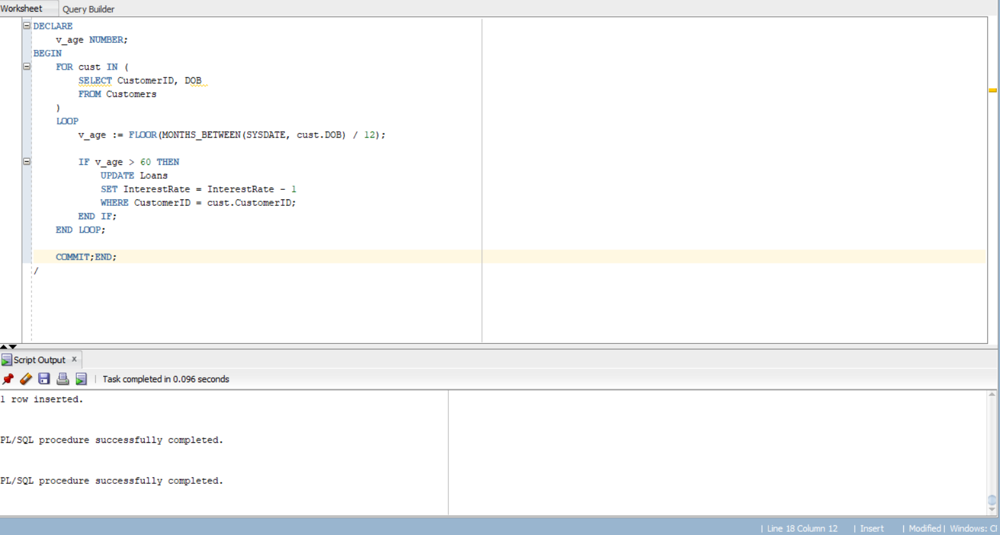 Worksheet Query Builder
DECLARE
    v_age NUMBER;
BEGIN
    FOR cust IN (
        SELECT CustomerID, DOB
        FROM Customers
    )
    LOOP
        v_age := FLOOR(MONTHS_BETWEEN(SYSDATE, cust.DOB) / 12);
        IF v_age > 60 THEN
            UPDATE Loans
            SET InterestRate = InterestRate - 1
            WHERE CustomerID = cust.CustomerID;
        END IF;
    END LOOP;
    COMMIT;END;
/
Script Output x
Task completed in 0.096 seconds
1 row inserted.
PL/SQL procedure successfully completed.
PL/SQL procedure successfully completed.
| Line 18 Column 12 | Insert | Modified | Windows: